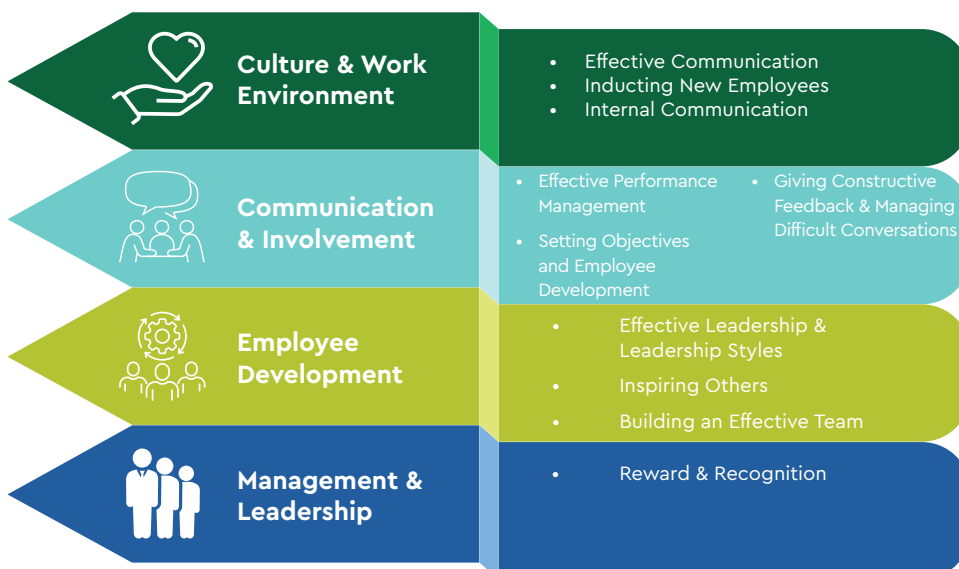 Culture & Work
Environment
• Effective Communication
• Inducting New Employees
• Internal Communication
Communication
& Involvement
• Effective Performance
Management
• Setting Objectives
and Employee
Development
• Giving Constructive
Feedback & Managing
Difficult Conversations
Employee
Development
• Effective Leadership &
Leadership Styles
• Inspiring Others
• Building an Effective Team
Management &
Leadership
• Reward & Recognition